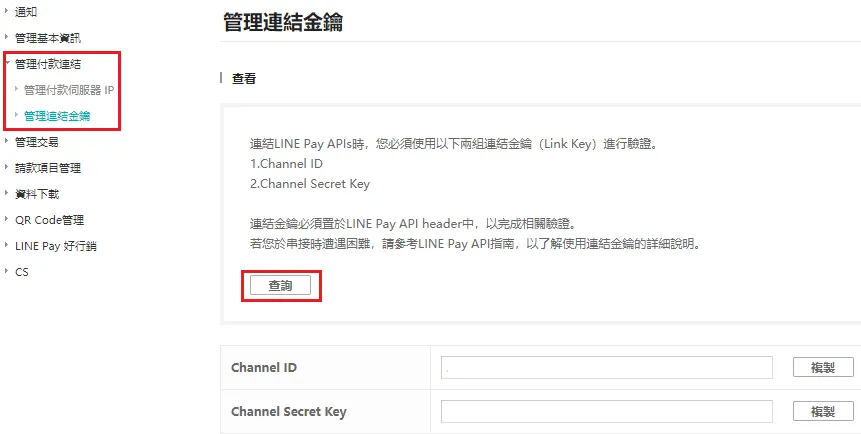 通知
管理基本資訊
管理付款連結
管理付款伺服器 IP
管理連結金鑰
管理交易
請款項目管理
資料下載
QR Code管理
LINE Pay 好行銷
CS
管理連結金鑰
查看
連結LINE Pay APIs時，您必須使用以下兩組連結金鑰（Link Key）進行驗證。
1.Channel ID
2.Channel Secret Key
連結金鑰必須置於LINE Pay API header中，以完成相關驗證。
若您於串接時遭遇困難，請參考LINE Pay API指南，以了解使用連結金鑰的詳細說明。
查詢
Channel ID 複製
Channel Secret Key 複製